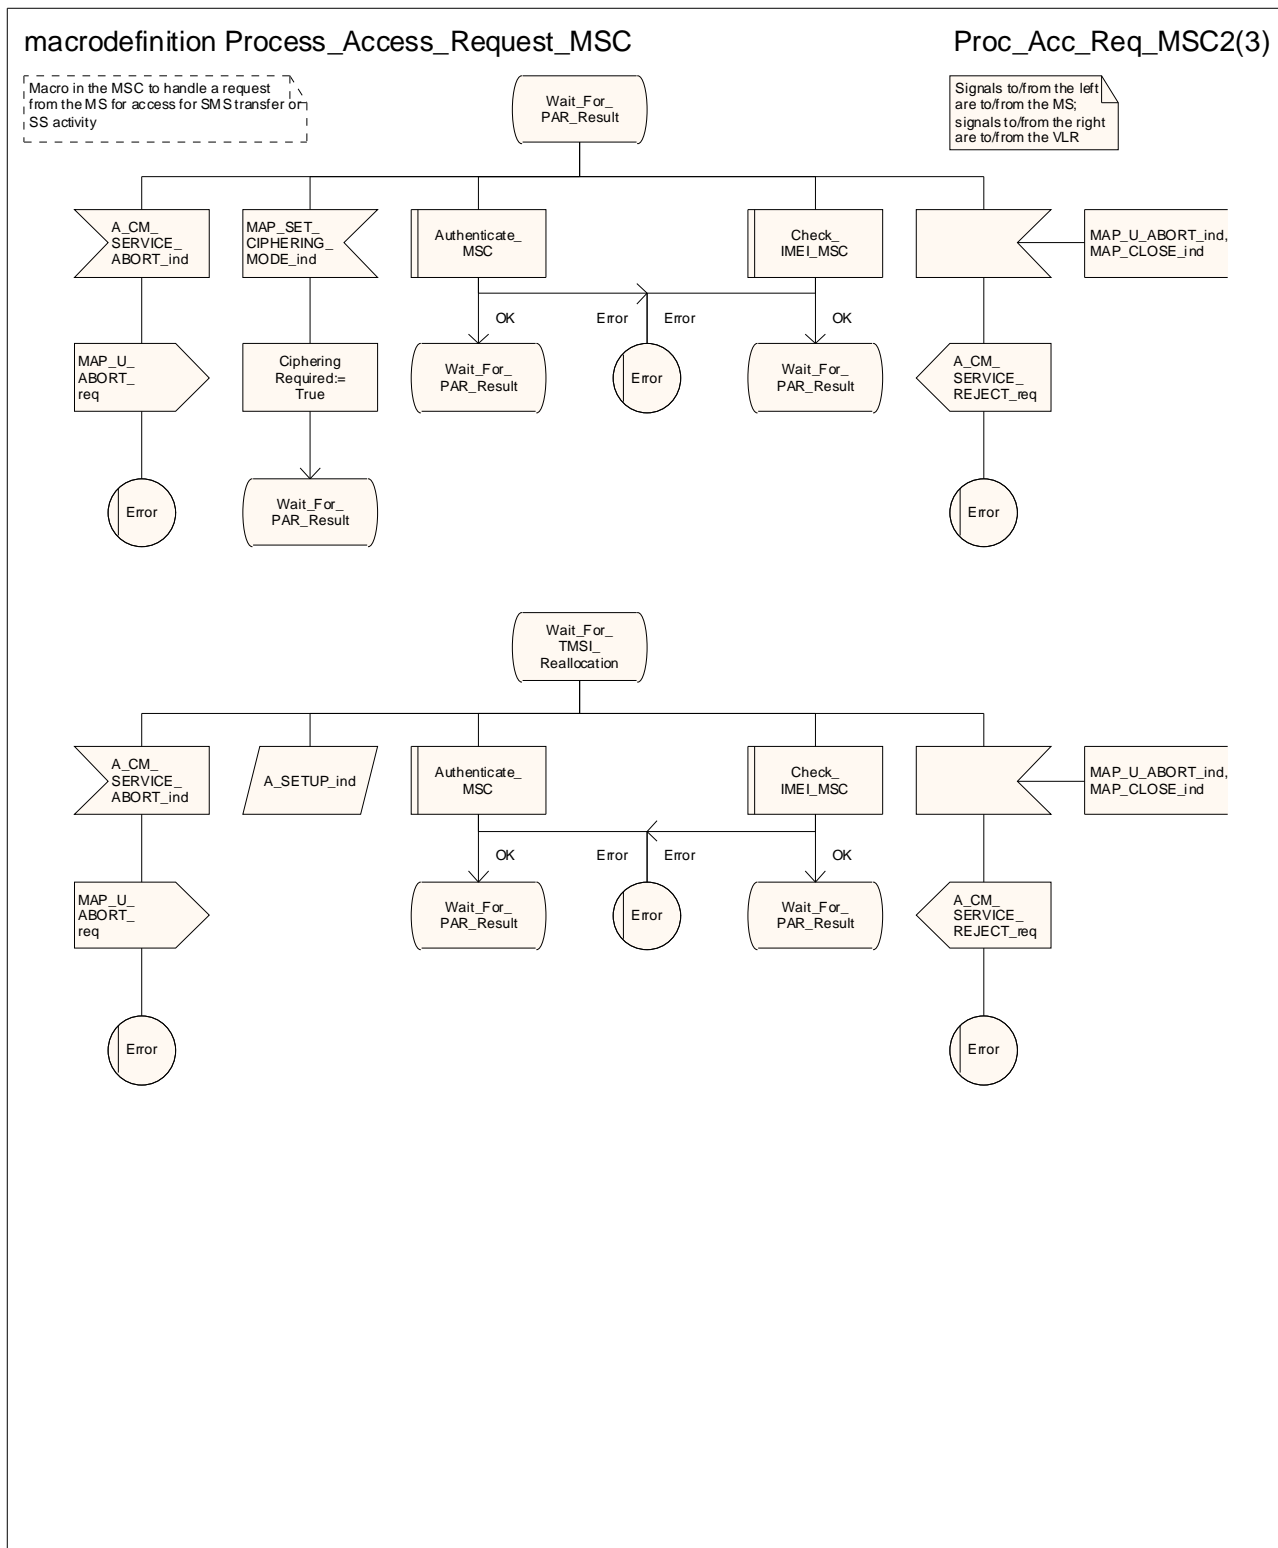 macrodefinition Process_Access_Request_MSC
Proc_Acc_Req_MSC2(3)
Macro in the MSC to handle a request
from the MS for access for SMS transfer or
SS activity
Wait_For_
PAR_Result
Signals to/from the left
are to/from the MS;
signals to/from the right
are to/from the VLR
A_CM_
SERVICE_
ABORT_ind
MAP_SET_
CIPHERING_
MODE_ind
Authenticate_
MSC
Check_
IMEI_MSC
MAP_U_ABORT_ind,
MAP_CLOSE_ind
OK
Error
Error
OK
MAP_U_
ABORT_
req
Ciphering
Required:=
True
Wait_For_
PAR_Result
Error
Wait_For_
PAR_Result
A_CM_
SERVICE_
REJECT_req
Error
Wait_For_
PAR_Result
Error
Wait_For_
TMSI_
Reallocation
A_CM_
SERVICE_
ABORT_ind
A_SETUP_ind
Authenticate_
MSC
Check_
IMEI_MSC
MAP_U_ABORT_ind,
MAP_CLOSE_ind
OK
Error
Error
OK
MAP_U_
ABORT_
req
Wait_For_
PAR_Result
Error
Wait_For_
PAR_Result
A_CM_
SERVICE_
REJECT_req
Error
Error